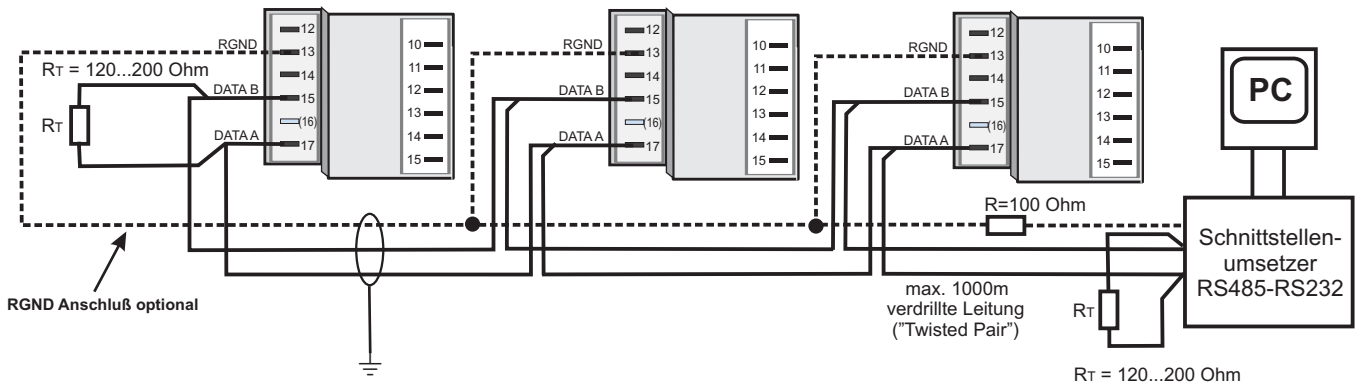 RGND
RT = 120...200 Ohm
RT
DATA B
DATA A
12
13
14
15
(16)
17
10
11
12
13
14
15
RGND
DATA B
DATA A
12
13
14
15
(16)
17
10
11
12
13
14
15
RGND
DATA B
DATA A
12
13
14
15
(16)
17
10
11
12
13
14
15
PC
R=100 Ohm
Schnittstellen-
umsetzer
RS485-RS232
RGND Anschluß optional
max. 1000m
verdrillte Leitung
(”Twisted Pair”)
RT
RT = 120...200 Ohm